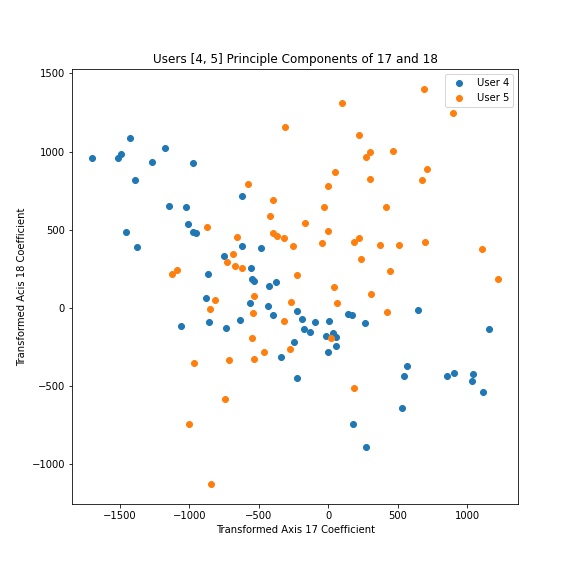 Users [4, 5] Principle Components of 17 and 18
User 4
User 5
1500
1000
500
0
−500
−1000
Transformed Acis 18 Coefficient
−1500
−1000
−500
0
500
1000
Transformed Axis 17 Coefficient